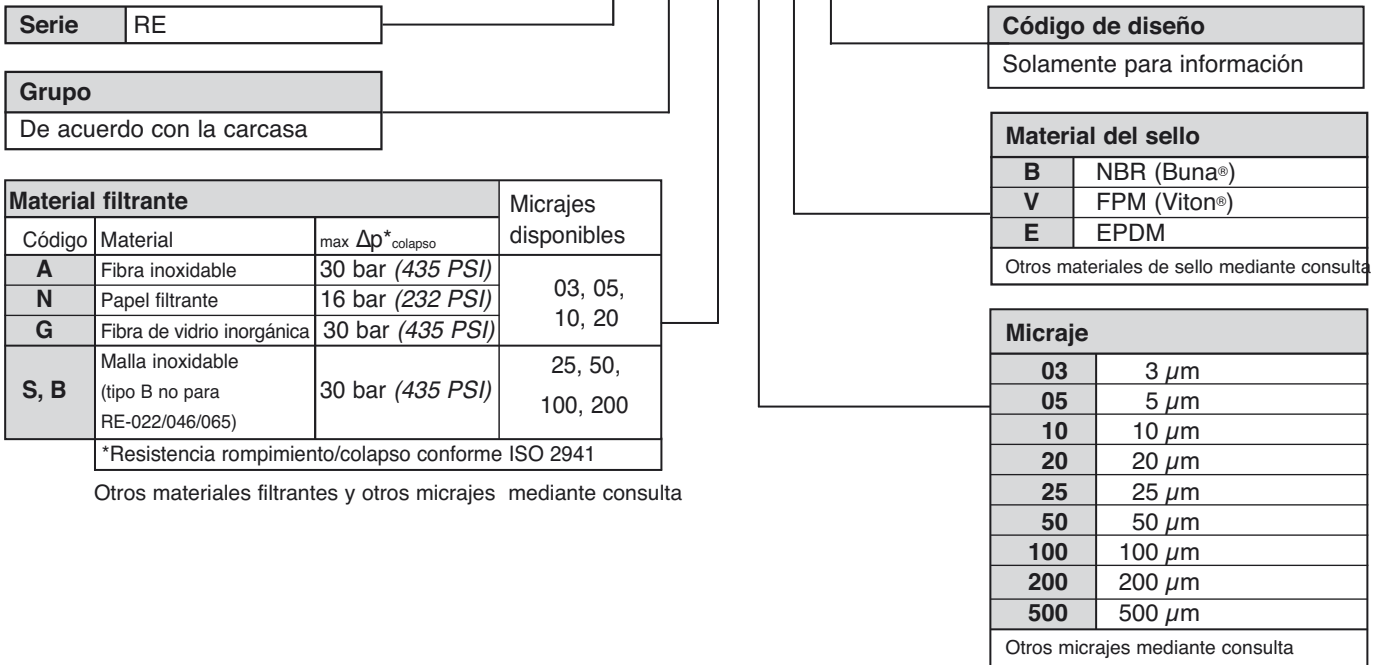 Serie RE
Grupo
De acuerdo con la carcasa
Material filtrante
Micrajes
disponibles
Código Material max Δp*colapso
A Fibra inoxidable 30 bar (435 PSI)
N Papel filtrante 16 bar (232 PSI)
G Fibra de vidrio inorgánica 30 bar (435 PSI)
03, 05,
10, 20
S, B
Malla inoxidable
(tipo B no para
RE-022/046/065)
30 bar (435 PSI)
25, 50,
100, 200
*Resistencia rompimiento/colapso conforme ISO 2941
Otros materiales filtrantes y otros micrajes mediante consulta
Código de diseño
Solamente para información
Material del sello
B NBR (Buna®)
V FPM (Viton®)
E EPDM
Otros materiales de sello mediante consulta
Micraje
03 3 µm
05 5 µm
10 10 µm
20 20 µm
25 25 µm
50 50 µm
100 100 µm
200 200 µm
500 500 µm
Otros micrajes mediante consulta